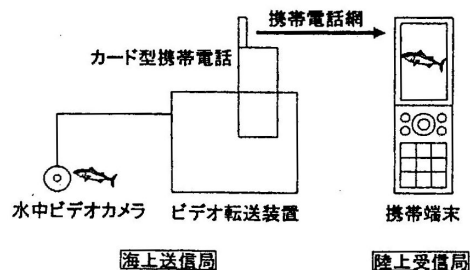 携帯電話網
カード型携帯電話
水中ビデオカメラ
ビデオ転送装置
携帯端末
海上送信局
陸上受信局